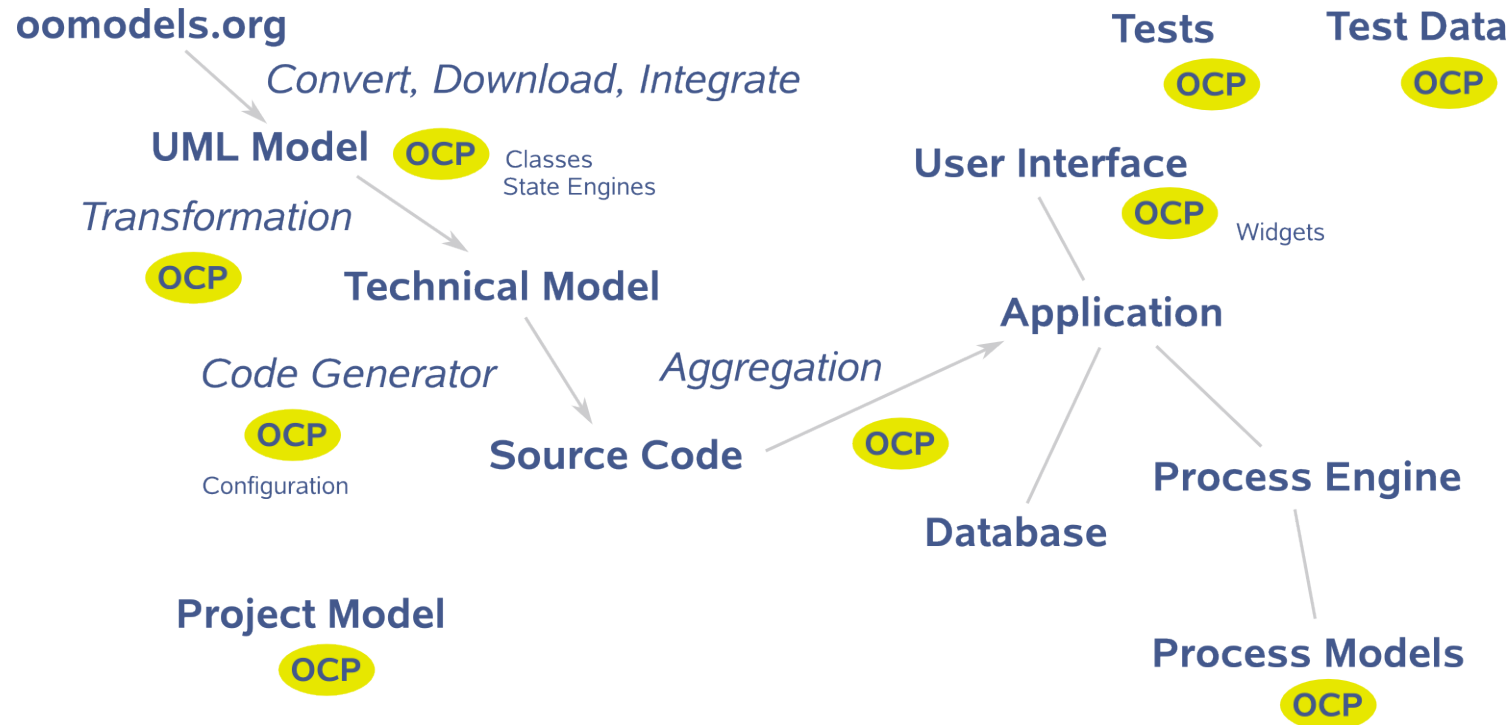 oomodels.org
Convert, Download, Integrate
UML Model
OCP
Classes
State Engines
Transformation
OCP
Technical Model
Code Generator
OCP
Configuration
Source Code
Aggregation
OCP
Project Model
OCP
Tests
OCP
Test Data
OCP
User Interface
OCP
Widgets
Application
Database
Process Engine
Process Models
OCP